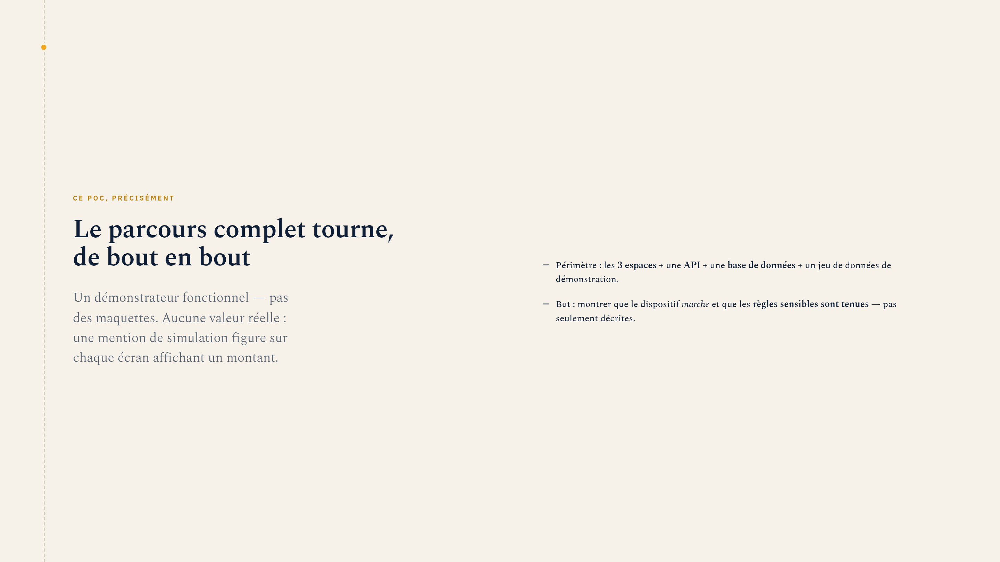 CE POC, PRÉCISÉMENT
Le parcours complet tourne,
de bout en bout
Un démonstrateur fonctionnel — pas
des maquettes. Aucune valeur réelle :
une mention de simulation figure sur
chaque écran affichant un montant.
— Périmètre : les 3 espaces + une API + une base de données + un jeu de données de
démonstration.
— But : montrer que le dispositif marche et que les règles sensibles sont tenues — pas
seulement décrites.